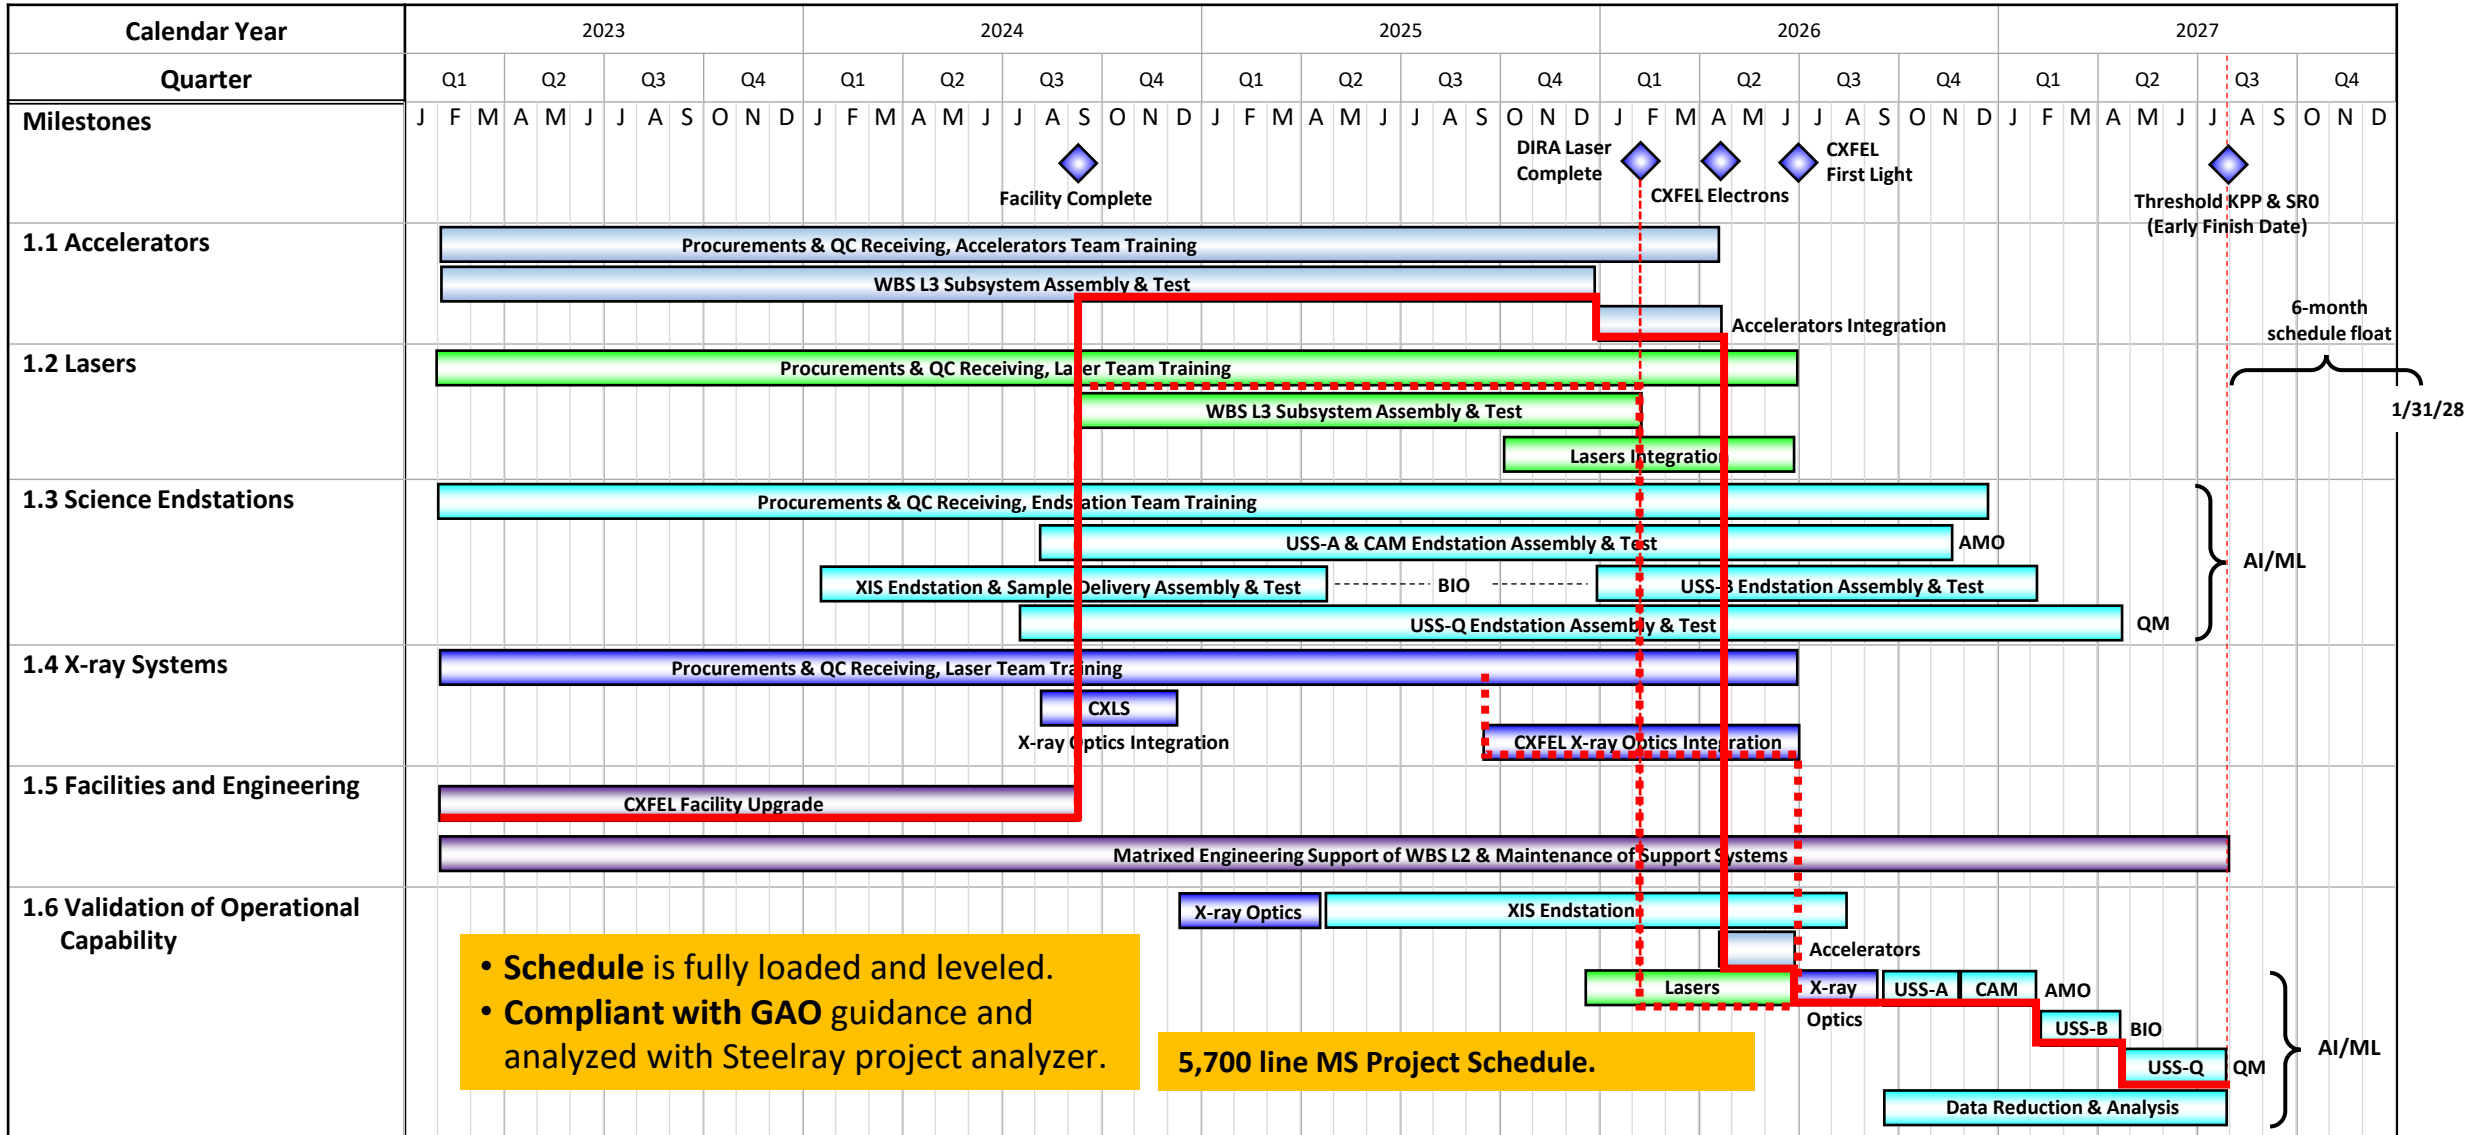 Calendar Year 2023 2024 2025 2026 2027
Quarter Q1 Q2 Q3 Q4 Q1 Q2 Q3 Q4 Q1 Q2 Q3 Q4 Q1 Q2 Q3 Q4 Q1 Q2 Q3 Q4
Milestones J F M A M J J A S O N D J F M A M J J A S O N D J F M A M J J A S O N D J F M A M J J A S O N D J F M A M J J A S O N D
Facility Complete
DIRA Laser
Complete
CXFEL Electrons
CXFEL
First Light
Threshold KPP & SR0
(Early Finish Date)
1.1 Accelerators
Procurements & QC Receiving, Accelerators Team Training
WBS L3 Subsystem Assembly & Test
Accelerators Integration
6-month
schedule float
1/31/28
1.2 Lasers
Procurements & QC Receiving, Laser Team Training
WBS L3 Subsystem Assembly & Test
Lasers Integration
1.3 Science Endstations
Procurements & QC Receiving, Endstation Team Training
USS-A & CAM Endstation Assembly & Test AMO
XIS Endstation & Sample Delivery Assembly & Test BIO USS-B Endstation Assembly & Test
USS-Q Endstation Assembly & Test QM
AI/ML
1.4 X-ray Systems
Procurements & QC Receiving, Laser Team Training
CXLS
X-ray Optics Integration
CXFEL X-ray Optics Integration
1.5 Facilities and Engineering
CXFEL Facility Upgrade
Matrixed Engineering Support of WBS L2 & Maintenance of Support Systems
1.6 Validation of Operational
Capability
X-ray Optics XIS Endstation
Accelerators
Lasers X-ray USS-A CAM AMO
Optics
USS-B BIO
USS-Q QM
Data Reduction & Analysis
AI/ML
• Schedule is fully loaded and leveled.
• Compliant with GAO guidance and
analyzed with Steelray project analyzer.
5,700 line MS Project Schedule.